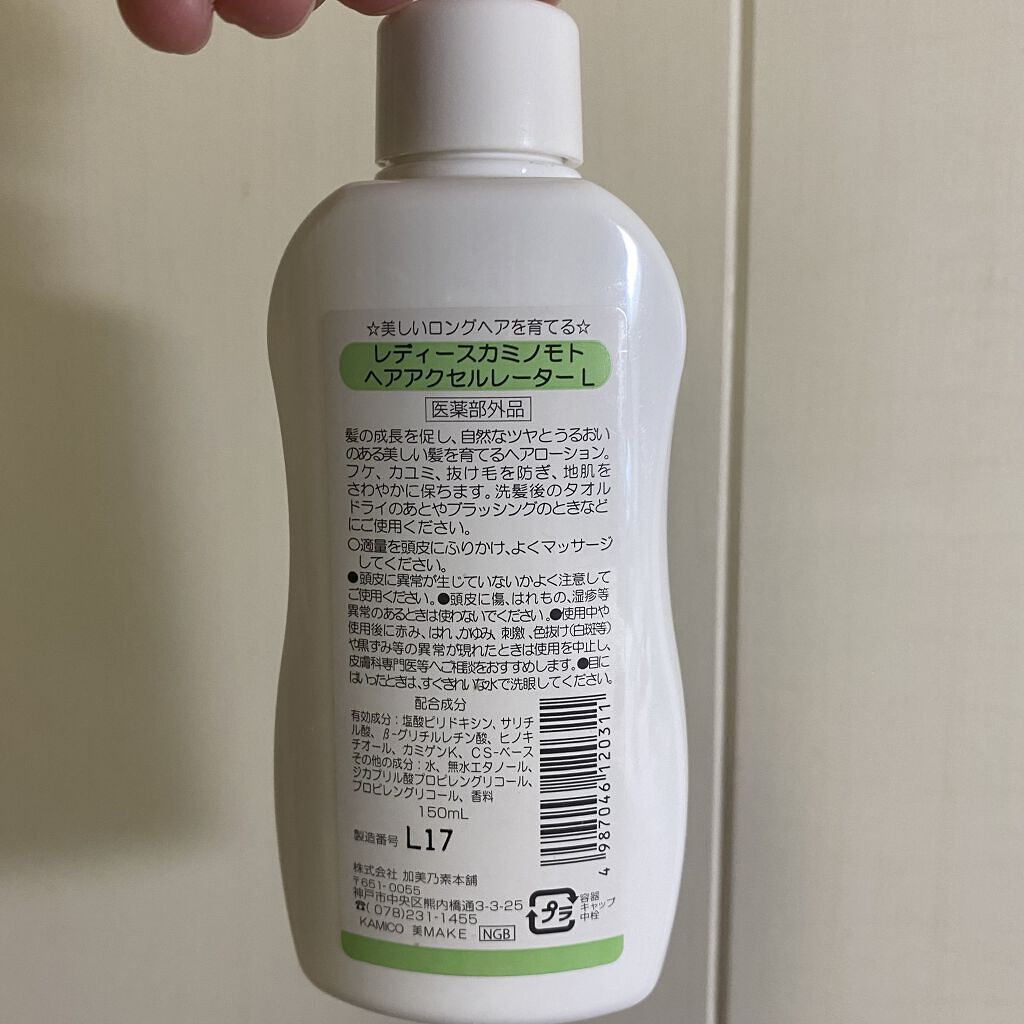 ☆美しいロングヘアを育てる☆
レディースカミノモト
ヘアアクセルレーターL
医薬部外品
髪の成長を促し、自然なツヤとうるおい
のある美しい髪を育てるヘアローション。
フケ、カユミ、抜け毛を防ぎ、地肌を
さわやかに保ちます。洗髪後のタオル
ドライのあとやブラッシングのときなど
にご使用ください。
○適量を頭皮にふりかけ、よくマッサージ
してください。
●頭皮に異常が生じていないかよく注意して
ご使用ください。●頭皮に傷、はれもの、湿疹等
異常のあるときは使わないでください。●使用中や
使用後に赤み、はれ、かゆみ、刺激、色抜け(白斑等)
や黒ずみ等の異常が現れたときは使用を中止し、
皮膚科専門医等へご相談をおすすめします。●目に
はいったときは、すぐきれいな水で洗眼してください。
配合成分
有効成分：塩酸ピリドキシン、サリチ
ル酸、β-グリチルレチン酸、ヒノキ
チオール、カミゲンK、CS-ベース
その他の成分：水、無水エタノール、
ジカプリル酸プロピレングリコール、
プロピレングリコール、香料
150mL
製造番号 L17
4 987046 120311
株式会社 加美乃素本舗
〒651-0055
神戸市中央区熊内橋通3-3-25
☎(078)231-1455
KAMICO 美MAKE NGB
プラ
容器
キャップ
中栓